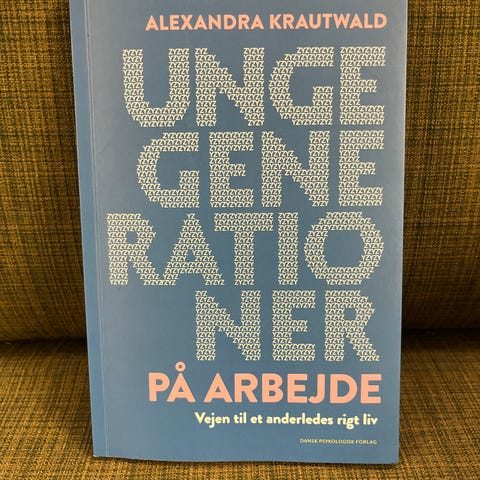 ALEXANDRA KRAUTWALD
UNGE
GENE
RATIO
NER
PÅ ARBEJDE
Vejen til et anderledes rigt liv
DANSK PSYKOLOGISK FORLAG